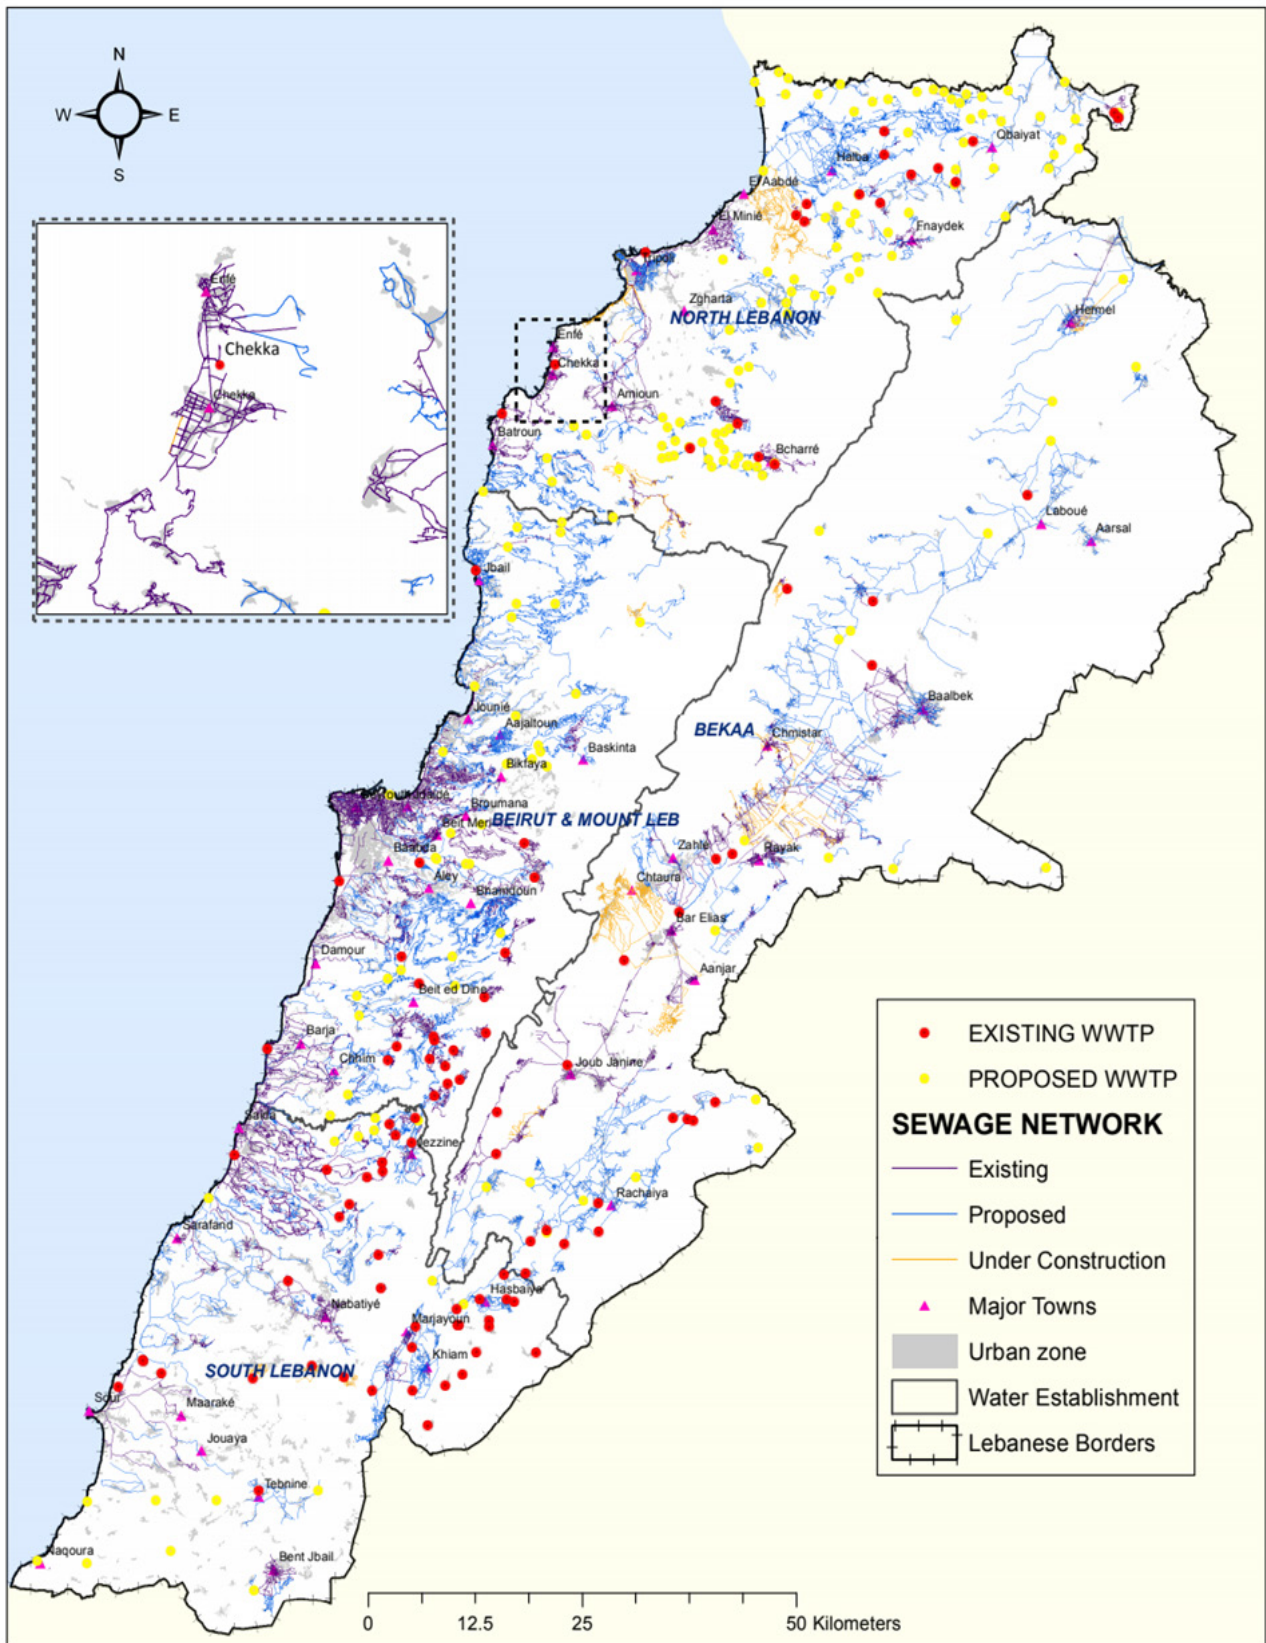 N
W
E
S
Enfé
Chekka
Chekka
Qbaiyat
Halba
El Aabdé
El Minié
Fnaydek
Tripoli
Zgharta
NORTH LEBANON
Hermel
Enfé
Chekka
Amioun
Batroun
Bcharré
Laboué
Aarsal
Jbail
Baalbek
Jounié
Aajaltoun
BEKAA
Chmistar
Baskinta
Bikfaya
Broumana
BEIRUT & MOUNT LEB
Beit Meri
Baabda
Zahlé
Rayak
Aley
Chtaura
Bhamdoun
Bar Elias
Damour
Aanjar
Beit ed Dine
Barja
Chhim
Joub Janine
Saida
Jezzine
Rachaiya
Sarafand
Hasbaiya
Nabatiyé
Marjayoun
Khiam
SOUTH LEBANON
Sour
Maaraké
Jouaya
Tebnine
Naqoura
Bent Jbail
EXISTING WWTP
PROPOSED WWTP
SEWAGE NETWORK
Existing
Proposed
Under Construction
Major Towns
Urban zone
Water Establishment
Lebanese Borders
0 12.5 25 50 Kilometers